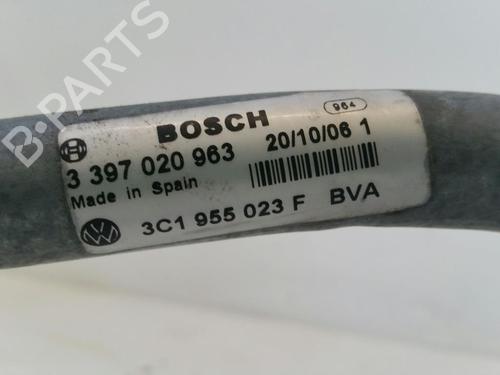 B-PARTS
964
BOSCH
3 397 020 963 20/10/06 1
Made in Spain
3C1 955 023 F BVA